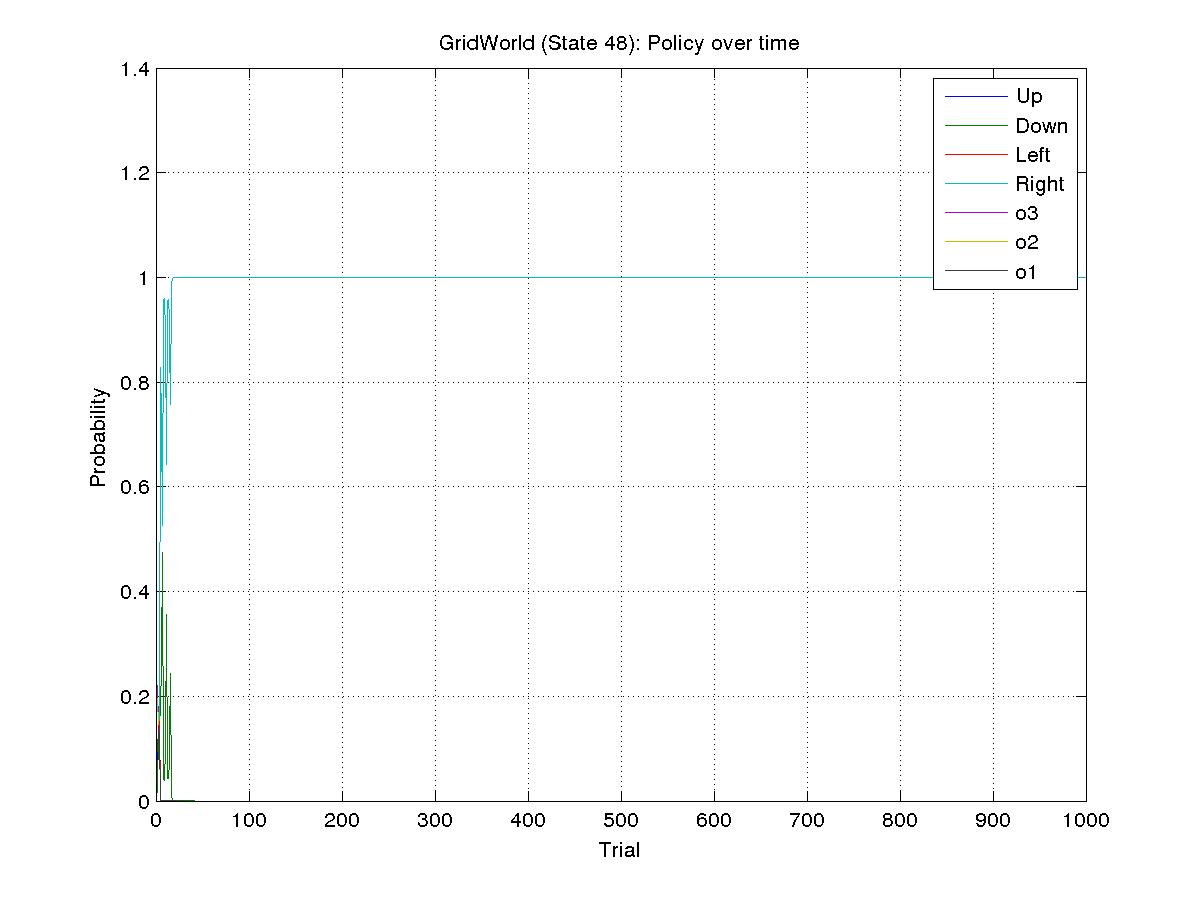 GridWorld (State 48): Policy over time
1.4
1.2
1
0.8
0.6
0.4
0.2
0
Probability
Up
Down
Left
Right
o3
o2
o1
0 100 200 300 400 500 600 700 800 900 1000
Trial